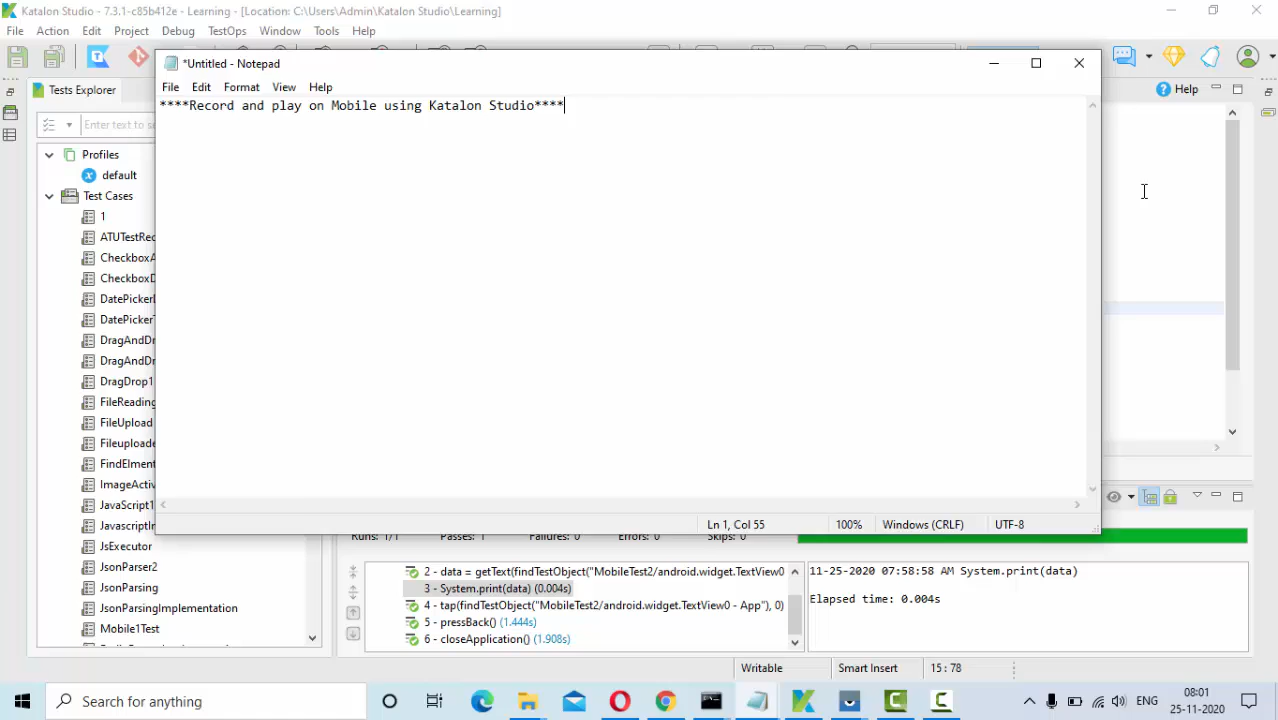 Katalon Studio - 7.3.1-c85b412e - Learning - [Location: C:\Users\Admin\Katalon Studio\Learning]
File Action Edit Project Debug TestOps Window Tools Help
*Untitled - Notepad
File Edit Format View Help
****Record and play on Mobile using Katalon Studio****
Ln 1, Col 55 100% Windows (CRLF) UTF-8
Tests Explorer
Help
Enter text to se
Profiles
default
Test Cases
1
ATUTestRec
CheckboxA
CheckboxD
DatePicker
DatePickerT
DragAndDr
DragAndDr
DragDrop1
FileReading
FileUpload
Fileuploade
FindElment
ImageActiv
JavaScript1
JavascriptIn
JsExecutor
JsonParser2
JsonParsing
JsonParsingImplementation
Mobile1Test
Runs: 1/1 Passes: 1 Failures: 0 Errors: 0 Skips: 0
2 - data = getText(findTestObject("MobileTest2/android.widget.TextView0
3 - System.print(data) (0.004s)
4 - tap(findTestObject("MobileTest2/android.widget.TextView0 - App"), 0)
5 - pressBack() (1.444s)
6 - closeApplication() (1.908s)
11-25-2020 07:58:58 AM System.print(data)
Elapsed time: 0.004s
Writable Smart Insert 15 : 78
Search for anything
ENG
08:01
25-11-2020